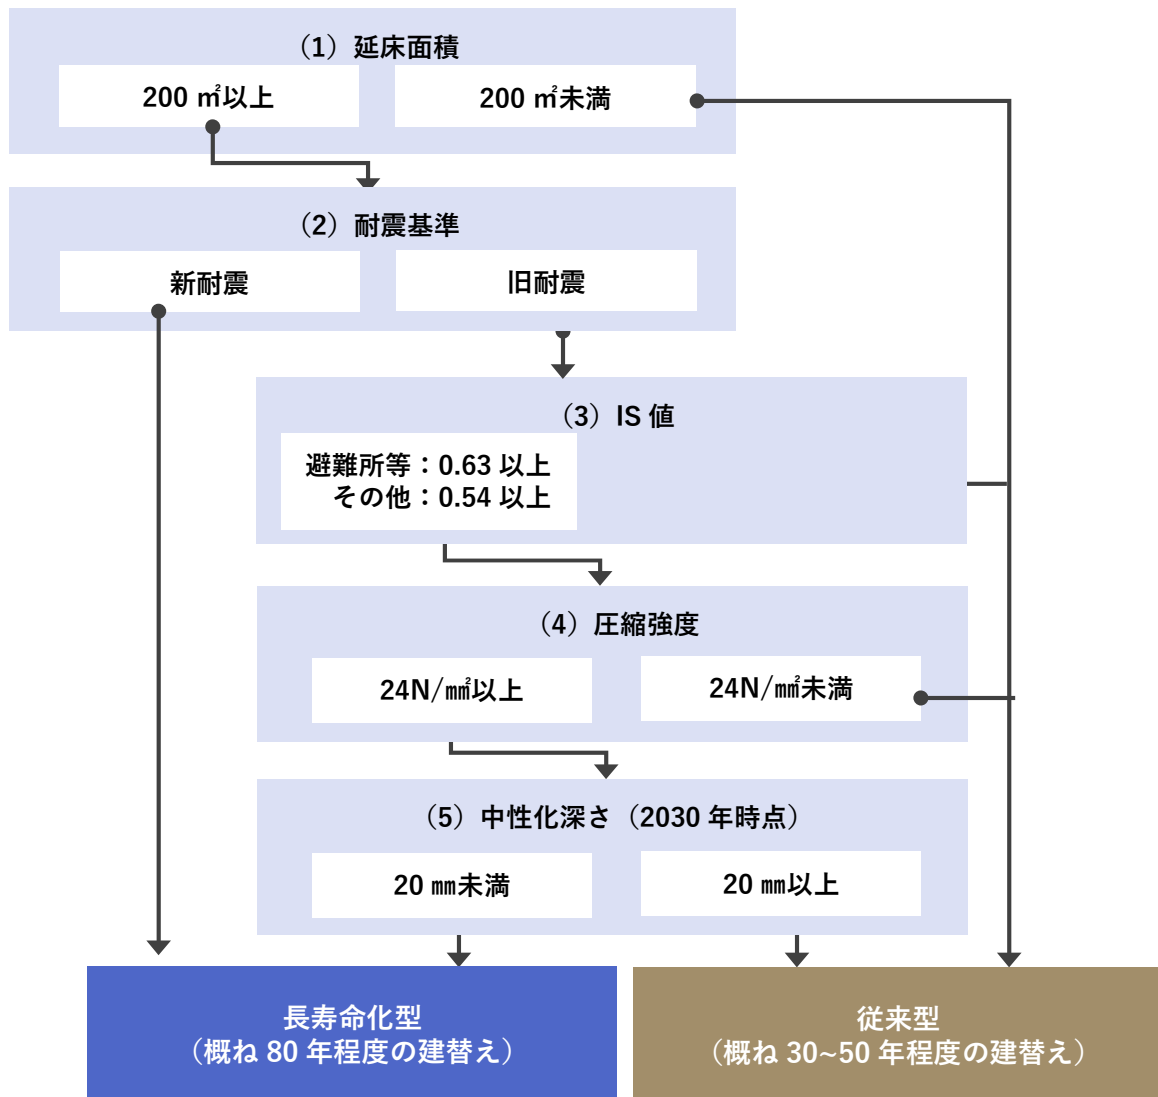 （1）延床面積
200 ㎡以上
200 ㎡未満
（2）耐震基準
新耐震
旧耐震
（3）IS 値
避難所等：0.63 以上
その他：0.54 以上
（4）圧縮強度
24N/㎟以上
24N/㎟未満
（5）中性化深さ（2030 年時点）
20 ㎜未満
20 ㎜以上
長寿命化型
（概ね 80 年程度の建替え）
従来型
（概ね 30~50 年程度の建替え）